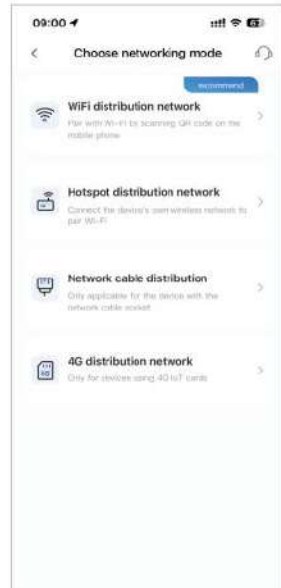 09:00
63
Choose networking mode
recommend
WiFi distribution network
Pair with Wi-Fi by scanning QR code on the
mobile phone
Hotspot distribution network
Connect the device's own wireless network to
pair Wi-Fi
Network cable distribution
Only applicable for the device with the
network cable socket
4G distribution network
Only for devices using 4G IoT cards